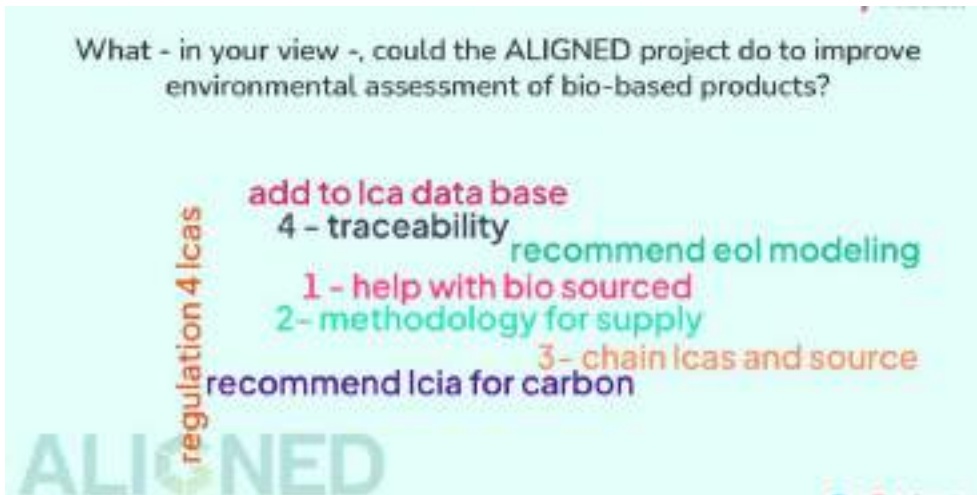 What - in your view -, could the ALIGNED project do to improve
environmental assessment of bio-based products?
add to lca data base
4 - traceability
recommend eol modeling
1 - help with bio sourced
2- methodology for supply
3- chain lcas and source
recommend lcia for carbon
regulation 4 lcas
ALIGNED